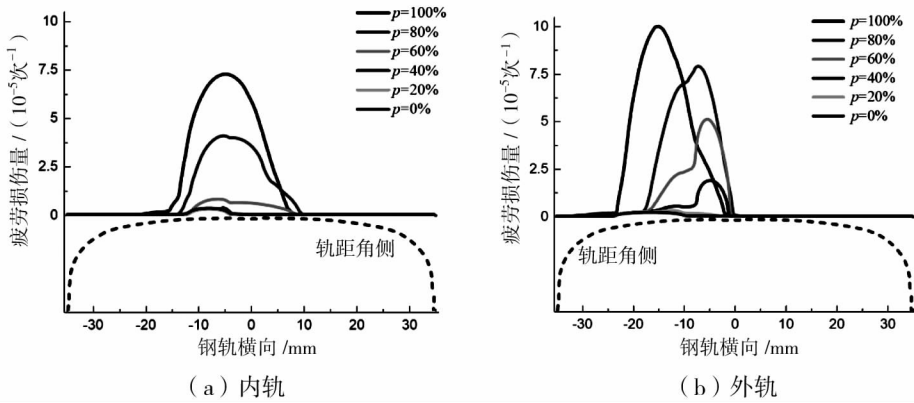 10
7.5
5
2.5
0
疲劳损伤量 /（10⁻⁵次⁻¹）
p=100%
p=80%
p=60%
p=40%
p=20%
p=0%
轨距角侧
-30 -20 -10 0 10 20 30
钢轨横向 /mm
（a）内轨
10
7.5
5
2.5
0
疲劳损伤量 /（10⁻⁵次⁻¹）
p=100%
p=80%
p=60%
p=40%
p=20%
p=0%
轨距角侧
-30 -20 -10 0 10 20 30
钢轨横向 /mm
（b）外轨